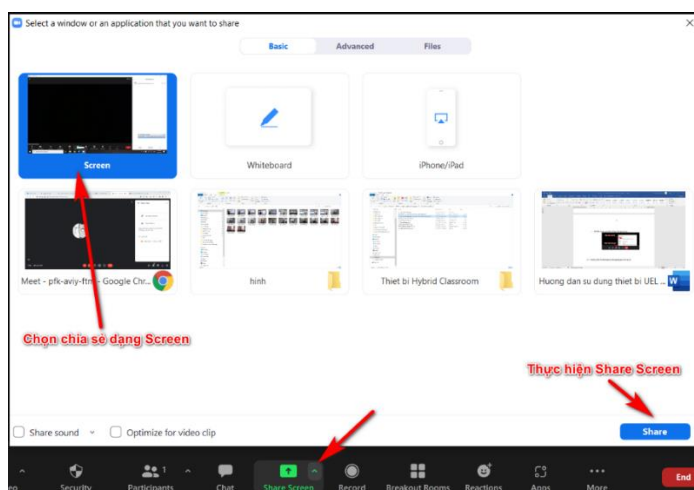 Select a window or an application that you want to share
Basic Advanced Files
Screen Whiteboard iPhone/iPad
Meet - pfk-aviy-ftn - Google Chr... hinh Thiet bi Hybrid Classroom Huong dan su dung thiet bi UEL ...
Chọn chia sẻ dạng Screen
Thực hiện Share Screen
Share sound Optimize for video clip Share
Security Participants 1 Chat Share Screen Record Breakout Rooms Reactions Apps More End